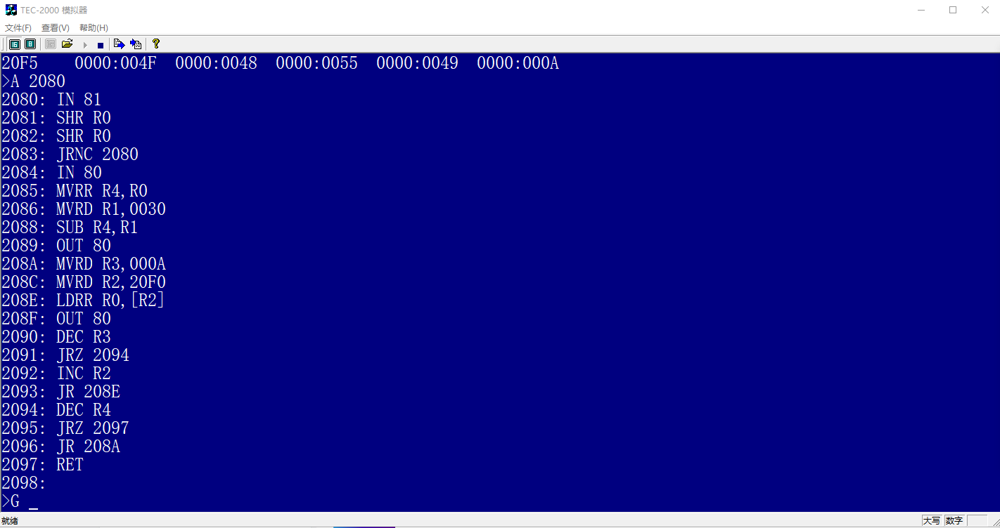 TEC-2000 模拟器
文件(F) 查看(V) 帮助(H)
16 8 ?
20F5 0000:004F 0000:0048 0000:0055 0000:0049 0000:000A
>A 2080
2080: IN 81
2081: SHR R0
2082: SHR R0
2083: JRNC 2080
2084: IN 80
2085: MVRR R4,R0
2086: MVRD R1,0030
2088: SUB R4,R1
2089: OUT 80
208A: MVRD R3,000A
208C: MVRD R2,20F0
208E: LDRR R0,[R2]
208F: OUT 80
2090: DEC R3
2091: JRZ 2094
2092: INC R2
2093: JR 208E
2094: DEC R4
2095: JRZ 2097
2096: JR 208A
2097: RET
2098:
>G _
就绪 大写 数字